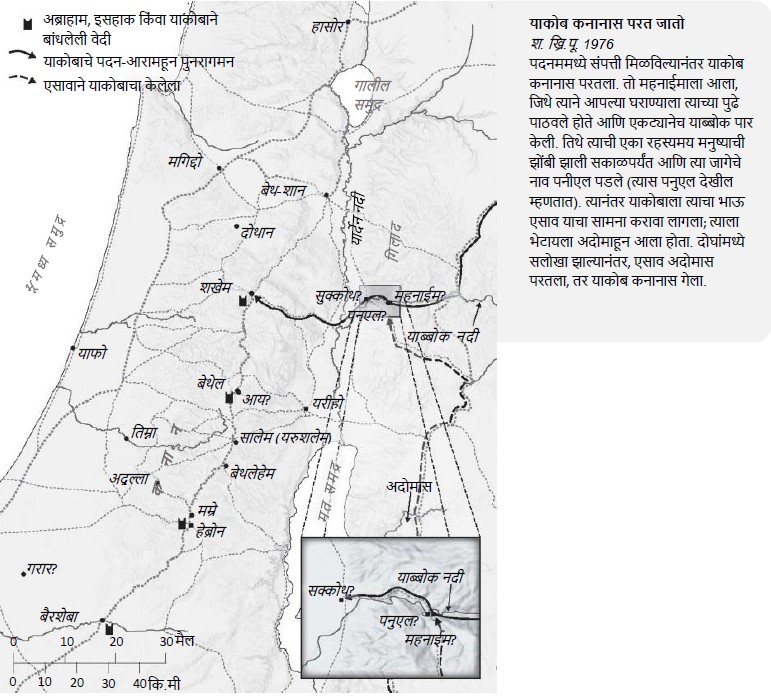 अब्राहाम, इसहाक किंवा याकोबाने
बांधलेली वेदी
याकोबाचे पदन-आरामहून पुनरागमन
एसावाने याकोबाचा केलेला
हासोर
गालील
समुद्र
मगिद्दो
बेथ-शान
यार्देन नदी
गिलाद
दोथान
भूमध्य समुद्र
शखेम
सुक्कोथ?
महनाईम?
पनुएल?
याब्बोक नदी
याफो
बेथेल
आय?
यरीहो
तिम्ना
सालेम (यरुशलेम)
कनान
बेथलेहेम
अदुल्ला
मृत समुद्र
अदोमास
मम्रे
हेब्रोन
गरार?
बैरशेबा
0 10 20 30 मैल
0 10 20 30 40 कि.मी
सक्कोथ?
याब्बोक नदी
पनुएल?
महनाईम?
याकोब कनानास परत जातो
श. ख्रि.पू. 1976
पदनममध्ये संपत्ती मिळविल्यानंतर याकोब
कनानास परतला. तो महनाईमाला आला,
जिथे त्याने आपल्या घराण्याला त्याच्या पुढे
पाठवले होते आणि एकट्यानेच याब्बोक पार
केली. तिथे त्याची एका रहस्यमय मनुष्याची
झोंबी झाली सकाळपर्यंत आणि त्या जागेचे
नाव पनीएल पडले (त्यास पनुएल देखील
म्हणतात). त्यानंतर याकोबाला त्याचा भाऊ
एसाव याचा सामना करावा लागला; त्याला
भेटायला अदोमाहून आला होता. दोघांमध्ये
सलोखा झाल्यानंतर, एसाव अदोमास
परतला, तर याकोब कनानास गेला.